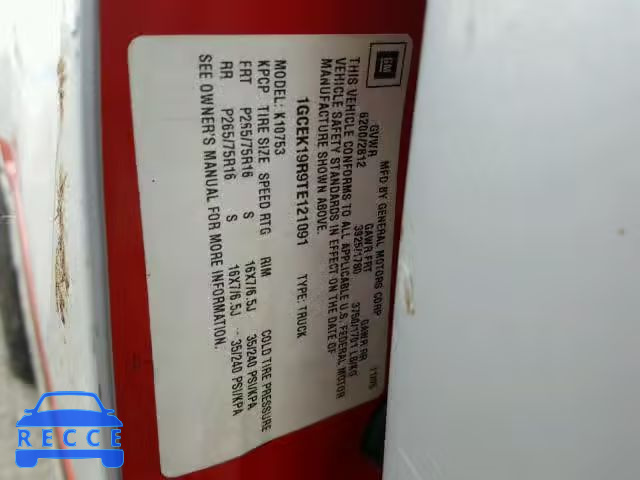 GM
MFD BY GENERAL MOTORS CORP
GVWR GAWR FRT GAWR RR
6200/2812 3925/1780 3750/1701 LB/KG
THIS VEHICLE CONFORMS TO ALL APPLICABLE U.S. FEDERAL MOTOR
VEHICLE SAFETY STANDARDS IN EFFECT ON THE DATE OF
MANUFACTURE SHOWN ABOVE.
1GCEK19R9TE121091 TYPE: TRUCK
MODEL: K10753
KPCP TIRE SIZE SPEED RTG RIM COLD TIRE PRESSURE
FRT P265/75R16 S 16X7/6.5J 35/240 PSI/KPA
RR P265/75R16 S 16X7/6.5J 35/240 PSI/KPA
SEE OWNER'S MANUAL FOR MORE INFORMATION.
RECCE